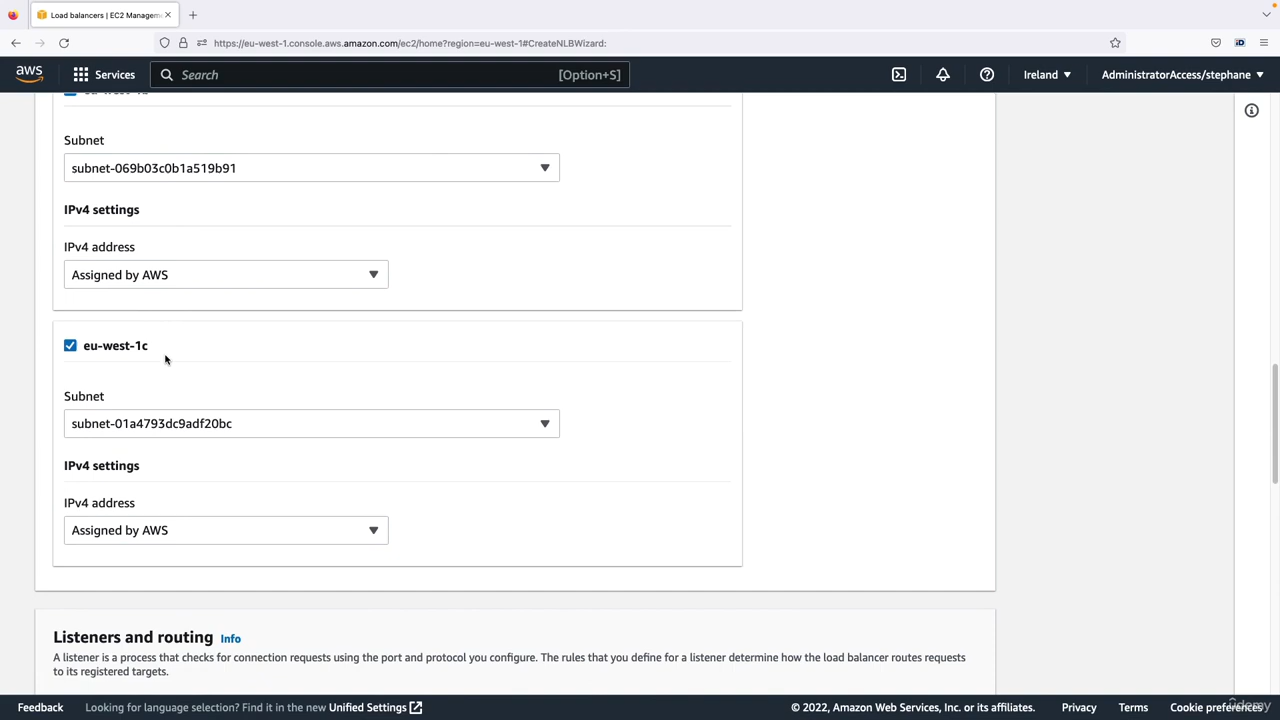 Load balancers | EC2 Managem
https://eu-west-1.console.aws.amazon.com/ec2/home?region=eu-west-1#CreateNLBWizard:
aws
Services
Search
[Option+S]
Ireland
AdministratorAccess/stephane
Subnet
subnet-069b03c0b1a519b91
IPv4 settings
IPv4 address
Assigned by AWS
eu-west-1c
Subnet
subnet-01a4793dc9adf20bc
IPv4 settings
IPv4 address
Assigned by AWS
Listeners and routing Info
A listener is a process that checks for connection requests using the port and protocol you configure. The rules that you define for a listener determine how the load balancer routes requests
to its registered targets.
Feedback
Looking for language selection? Find it in the new Unified Settings
© 2022, Amazon Web Services, Inc. or its affiliates.
Privacy
Terms
Cookie preferences
udemy